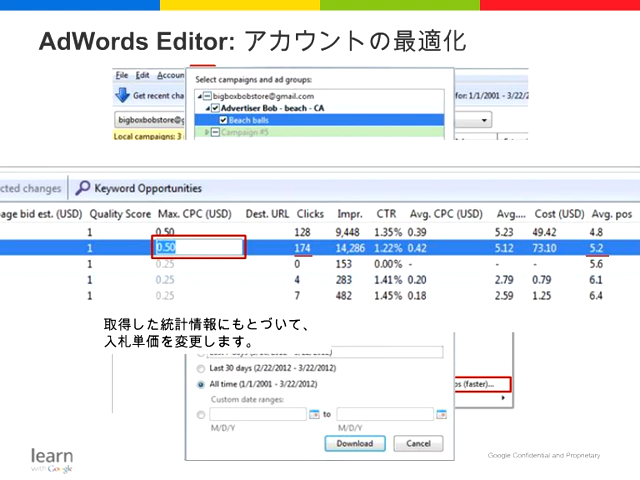 AdWords Editor: アカウントの最適化
File Edit Accoun
Select campaigns and ad groups:
Get recent cha
bigboxbobstore@gmail.com
for: 1/1/2001 - 3/22/2
Advertiser Bob - beach - CA
bigboxbobstore@g
Beach balls
Local campaigns: 3
Campaign #5
cted changes Keyword Opportunities
page bid est. (USD) Quality Score Max. CPC (USD) Dest. URL Clicks Impr. CTR Avg. CPC (USD) Avg.... Cost (USD) Avg. pos
1 0.50 128 9,448 1.35% 0.39 5.23 49.42 4.8
1 0.50 174 14,286 1.22% 0.42 5.12 73.10 5.2
1 0.25 0 153 0.00% - - - 5.6
1 0.25 4 283 1.41% 0.20 2.79 0.79 6.1
1 0.25 7 482 1.45% 0.18 2.59 1.25 6.4
取得した統計情報にもとづいて、
入札単価を変更します。
Last 30 days (2/22/2012 - 3/22/2012)
All time (1/1/2001 - 3/22/2012)
(faster)...
Custom date ranges:
to
M/D/Y M/D/Y
Download Cancel
learn
with Google
Google Confidential and Proprietary